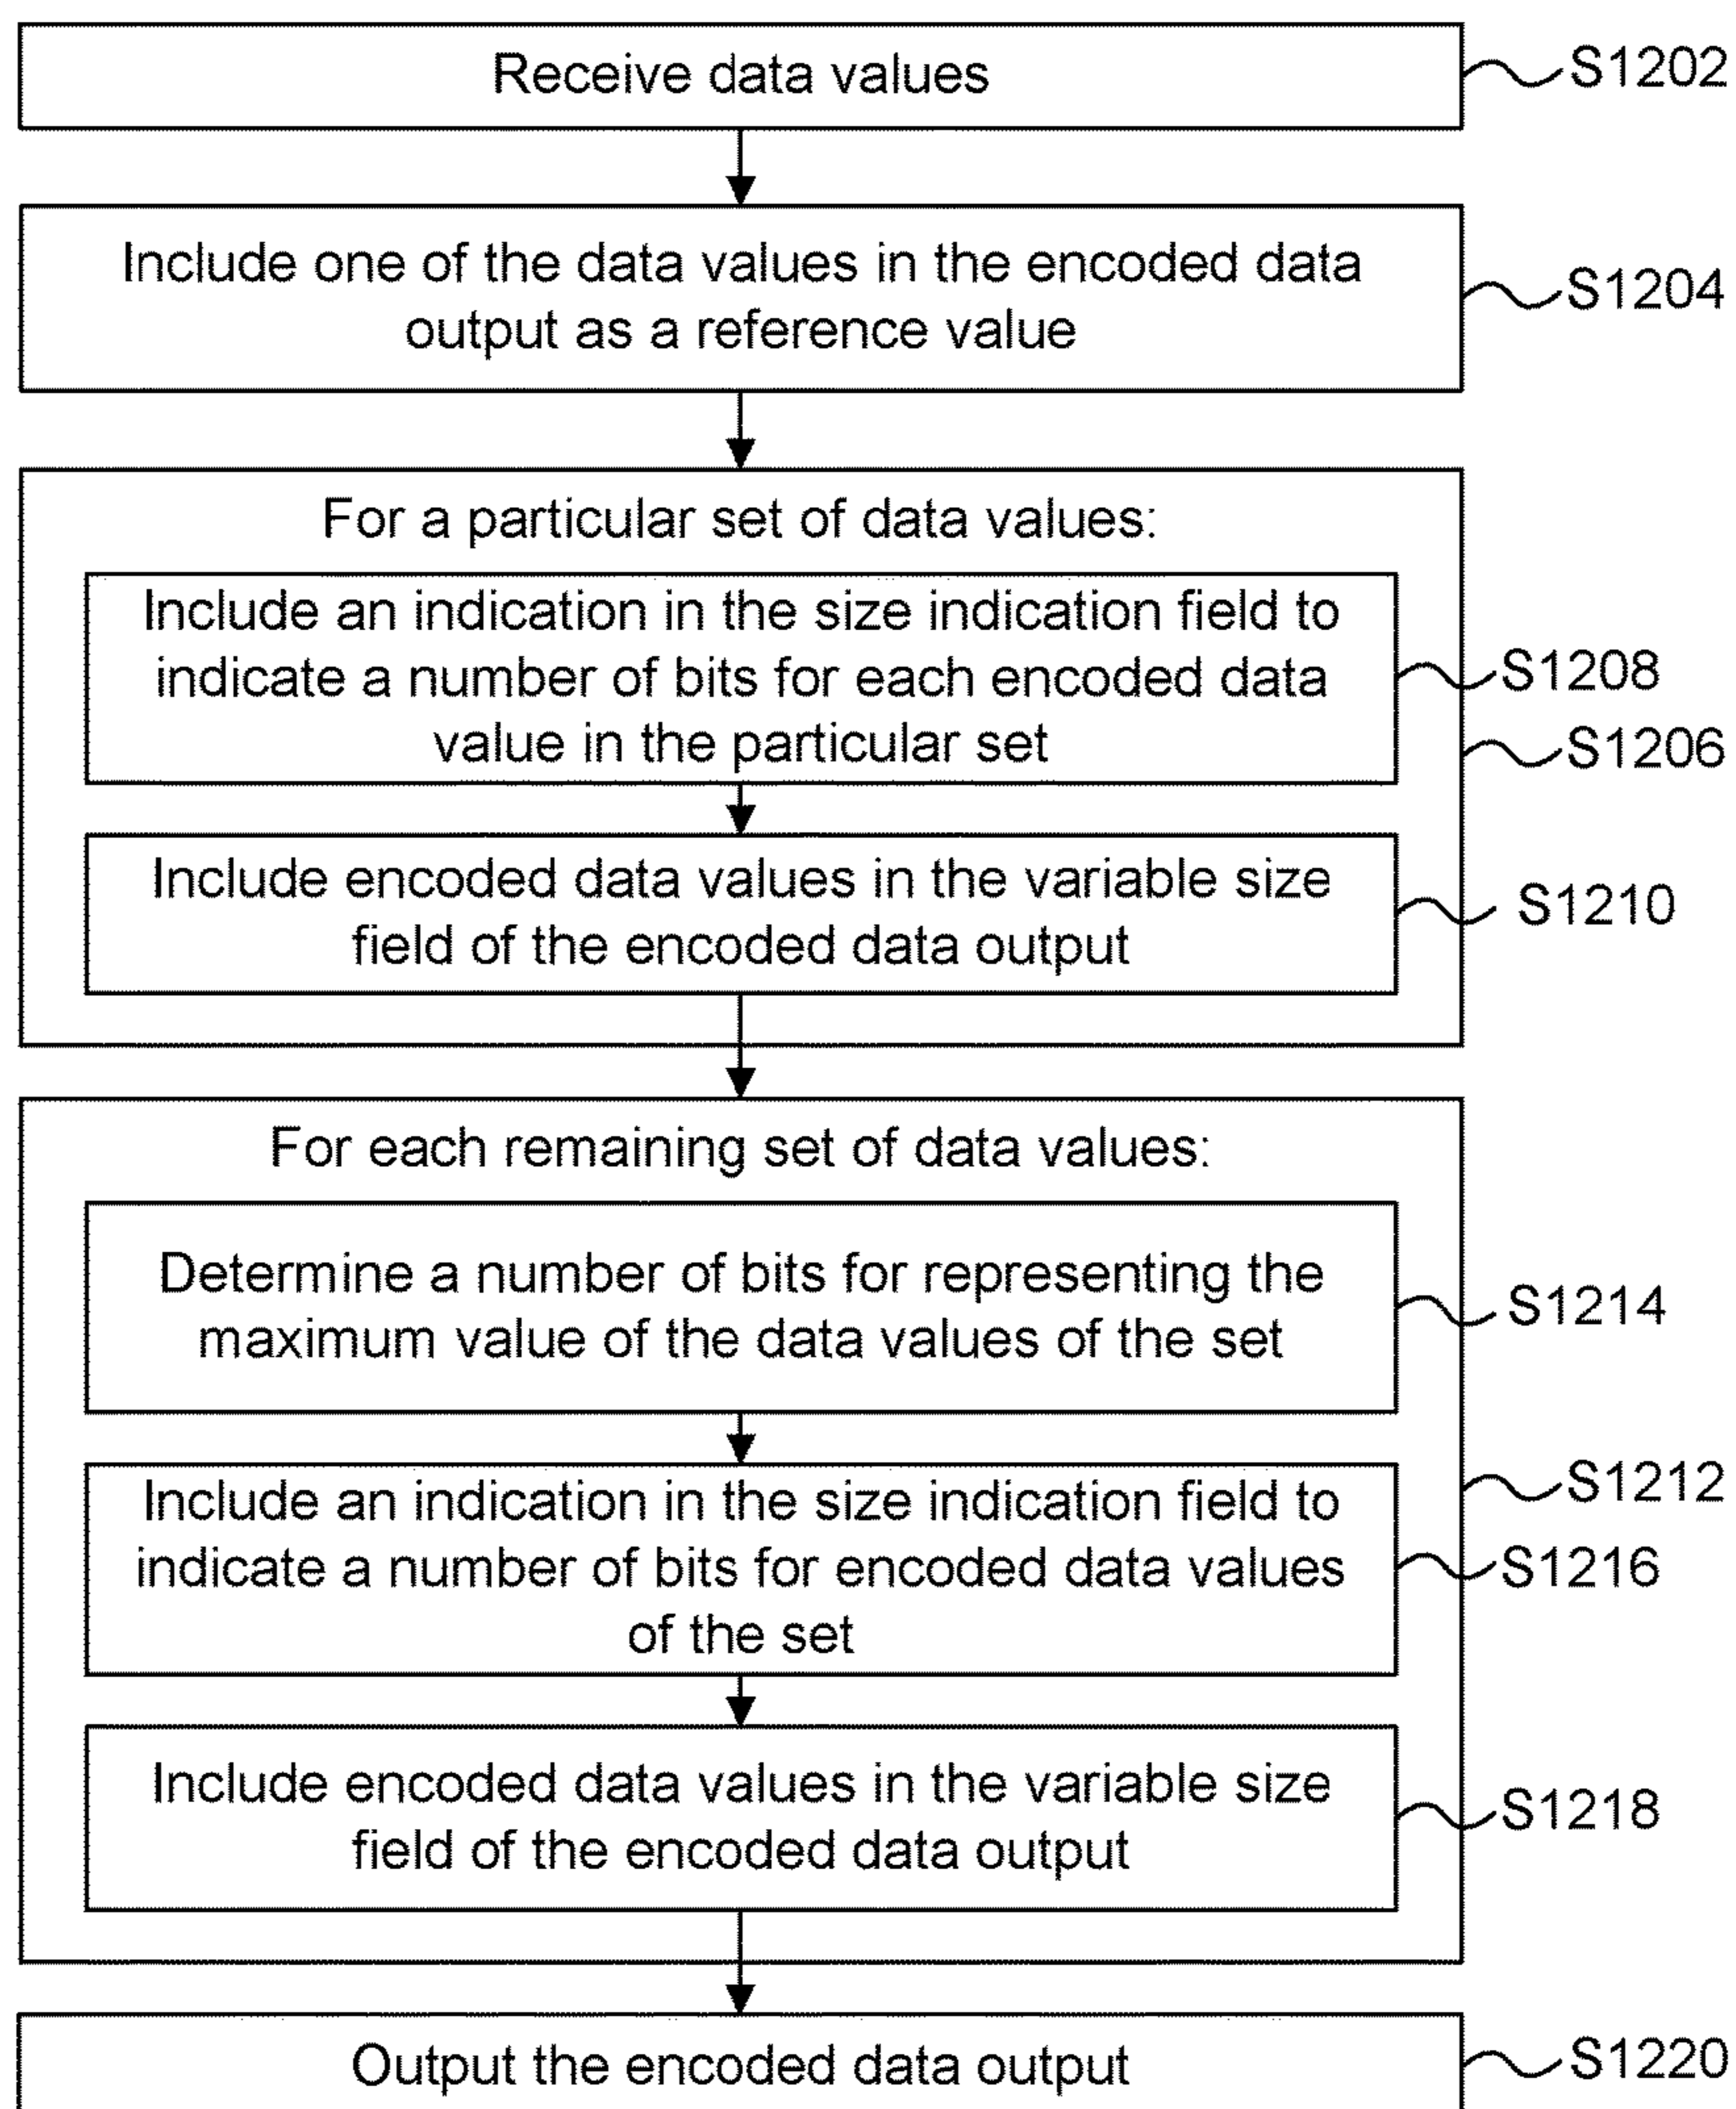 Receive data values
S1202
Include one of the data values in the encoded data
output as a reference value
S1204
For a particular set of data values:
Include an indication in the size indication field to
indicate a number of bits for each encoded data
value in the particular set
S1208
S1206
Include encoded data values in the variable size
field of the encoded data output
S1210
For each remaining set of data values:
Determine a number of bits for representing the
maximum value of the data values of the set
S1214
S1212
Include an indication in the size indication field to
indicate a number of bits for encoded data values
of the set
S1216
Include encoded data values in the variable size
field of the encoded data output
S1218
Output the encoded data output
S1220